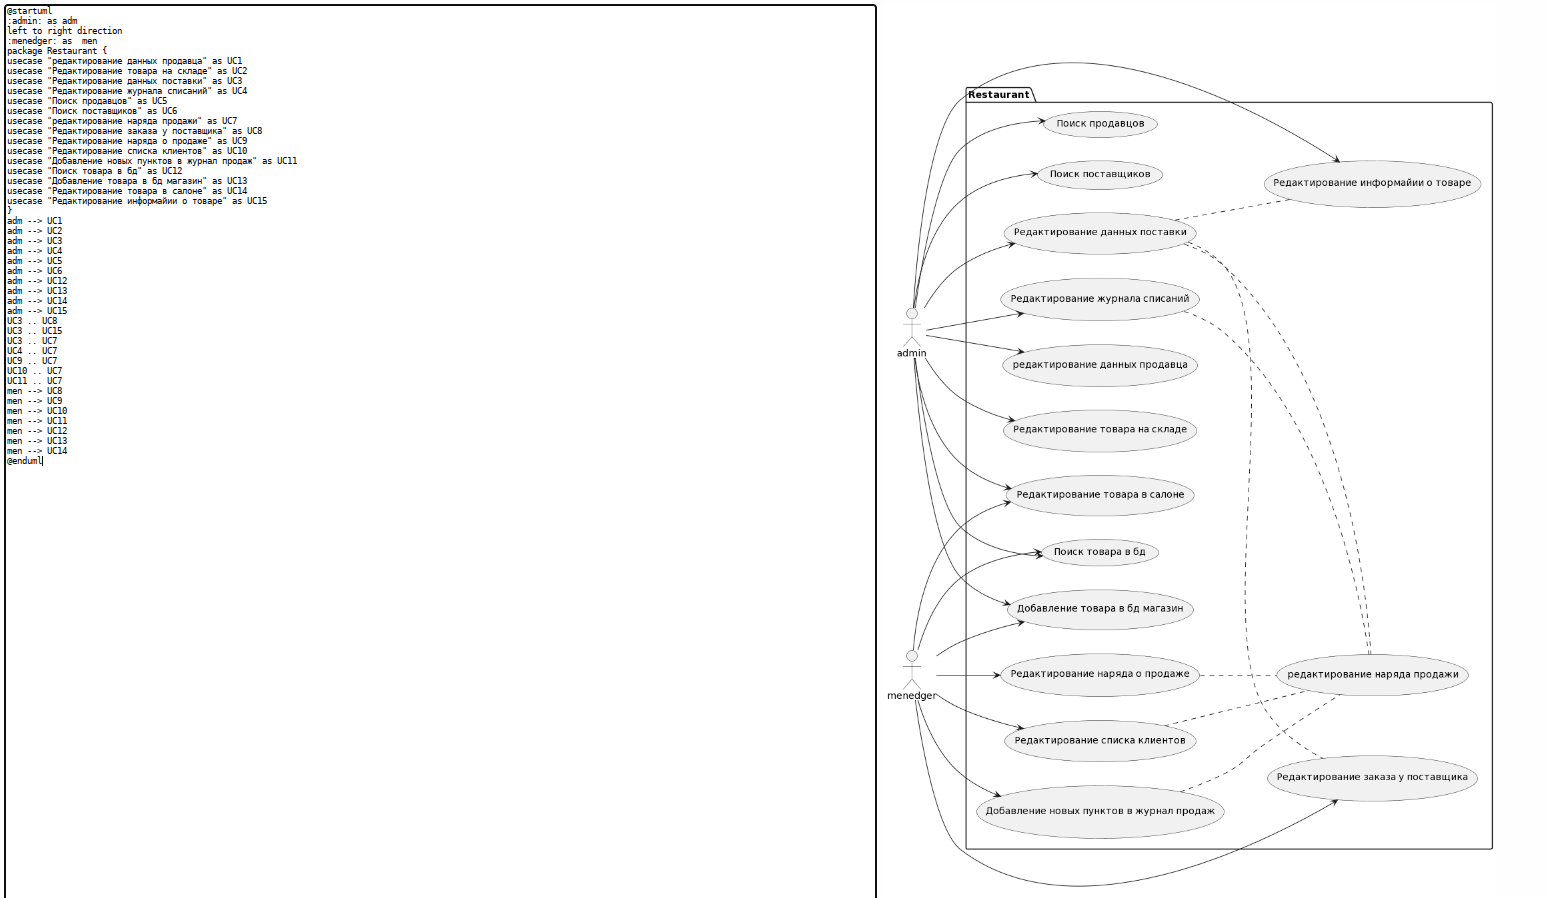 @startuml
:admin: as adm
left to right direction
:menedger: as  men
package Restaurant {
usecase "редактирование данных продавца" as UC1
usecase "Редактирование товара на складе" as UC2
usecase "Редактирование данных поставки" as UC3
usecase "Редактирование журнала списаний" as UC4
usecase "Поиск продавцов" as UC5
usecase "Поиск поставщиков" as UC6
usecase "редактирование наряда продажи" as UC7
usecase "Редактирование заказа у поставщика" as UC8
usecase "Редактирование наряда о продаже" as UC9
usecase "Редактирование списка клиентов" as UC10
usecase "Добавление новых пунктов в журнал продаж" as UC11
usecase "Поиск товара в бд" as UC12
usecase "Добавление товара в бд магазин" as UC13
usecase "Редактирование товара в салоне" as UC14
usecase "Редактирование информайии о товаре" as UC15
}
adm --> UC1
adm --> UC2
adm --> UC3
adm --> UC4
adm --> UC5
adm --> UC6
adm --> UC12
adm --> UC13
adm --> UC14
adm --> UC15
UC3 .. UC8
UC3 .. UC15
UC3 .. UC7
UC4 .. UC7
UC9 .. UC7
UC10 .. UC7
UC11 .. UC7
men --> UC8
men --> UC9
men --> UC10
men --> UC11
men --> UC12
men --> UC13
men --> UC14
@enduml
Restaurant
Поиск продавцов
Поиск поставщиков
Редактирование информайии о товаре
Редактирование данных поставки
Редактирование журнала списаний
admin
редактирование данных продавца
Редактирование товара на складе
Редактирование товара в салоне
Поиск товара в бд
Добавление товара в бд магазин
Редактирование наряда о продаже
редактирование наряда продажи
menedger
Редактирование списка клиентов
Редактирование заказа у поставщика
Добавление новых пунктов в журнал продаж